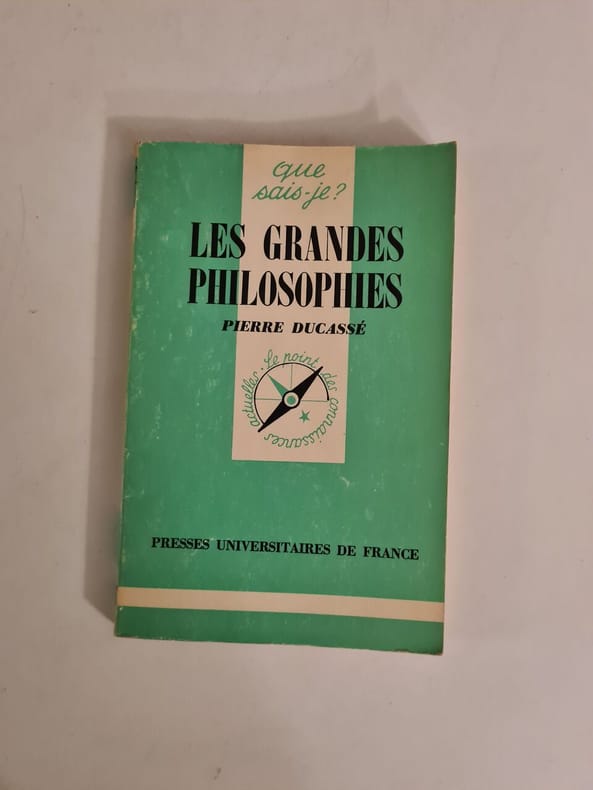 que
sais-je?
LES GRANDES
PHILOSOPHIES
PIERRE DUCASSÉ
Le point des connaissances actuelles.
PRESSES UNIVERSITAIRES DE FRANCE